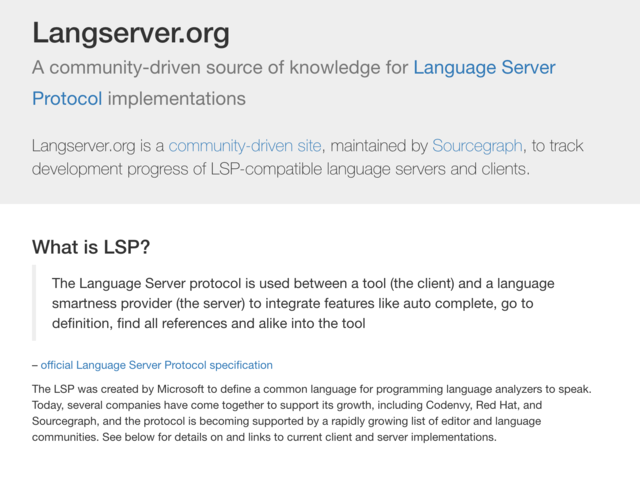 Langserver.org
A community-driven source of knowledge for Language Server
Protocol implementations
Langserver.org is a community-driven site, maintained by Sourcegraph, to track
development progress of LSP-compatible language servers and clients.
What is LSP?
The Language Server protocol is used between a tool (the client) and a language
smartness provider (the server) to integrate features like auto complete, go to
definition, find all references and alike into the tool
– official Language Server Protocol specification
The LSP was created by Microsoft to define a common language for programming language analyzers to speak.
Today, several companies have come together to support its growth, including Codenvy, Red Hat, and
Sourcegraph, and the protocol is becoming supported by a rapidly growing list of editor and language
communities. See below for details on and links to current client and server implementations.